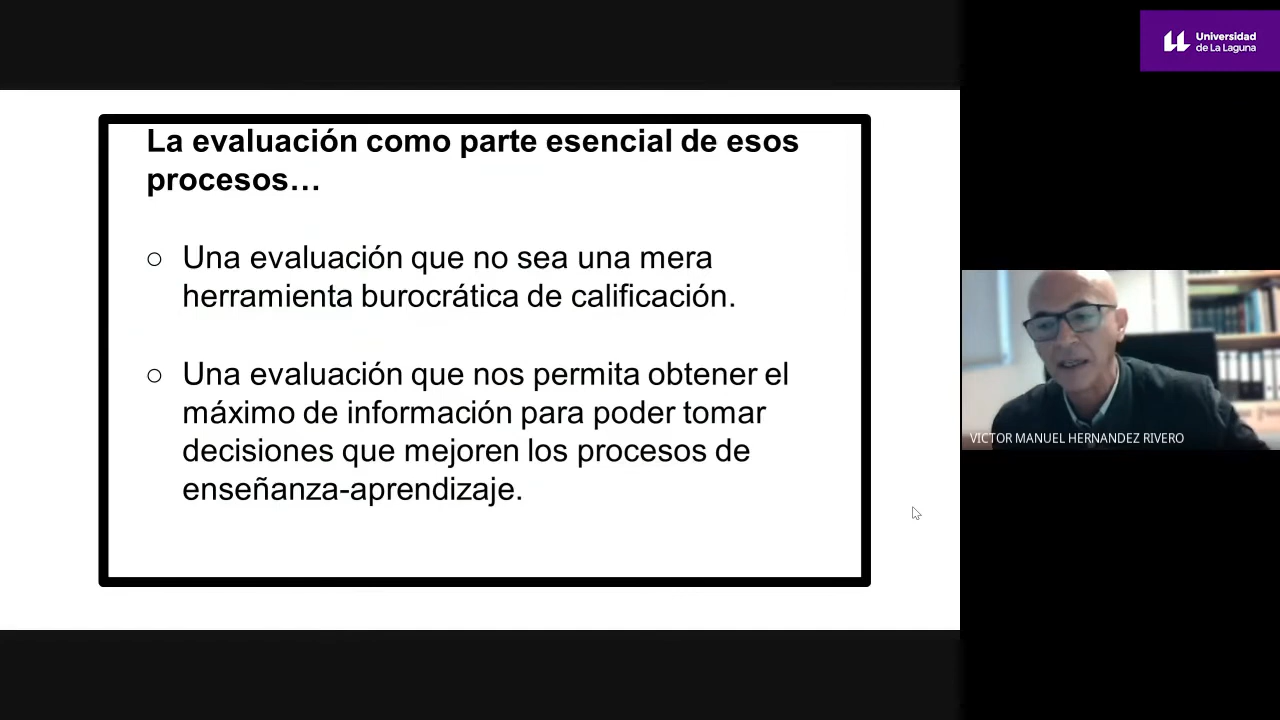 La evaluación como parte esencial de esos
procesos…
○ Una evaluación que no sea una mera
herramienta burocrática de calificación.
○ Una evaluación que nos permita obtener el
máximo de información para poder tomar
decisiones que mejoren los procesos de
enseñanza-aprendizaje.
Universidad
de La Laguna
VICTOR MANUEL HERNANDEZ RIVERO